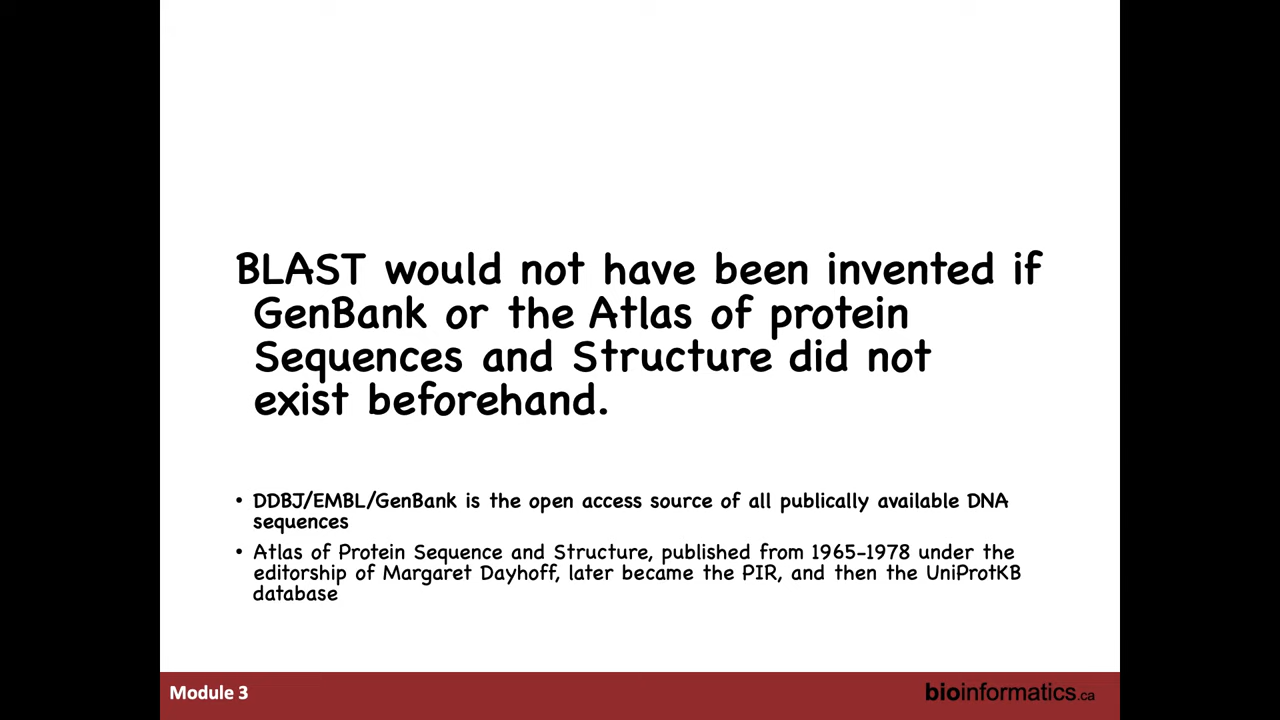 BLAST would not have been invented if
GenBank or the Atlas of protein
Sequences and Structure did not
exist beforehand.
• DDBJ/EMBL/GenBank is the open access source of all publically available DNA
sequences
• Atlas of Protein Sequence and Structure, published from 1965-1978 under the
editorship of Margaret Dayhoff, later became the PIR, and then the UniProtKB
database
Module 3
bioinformatics.ca